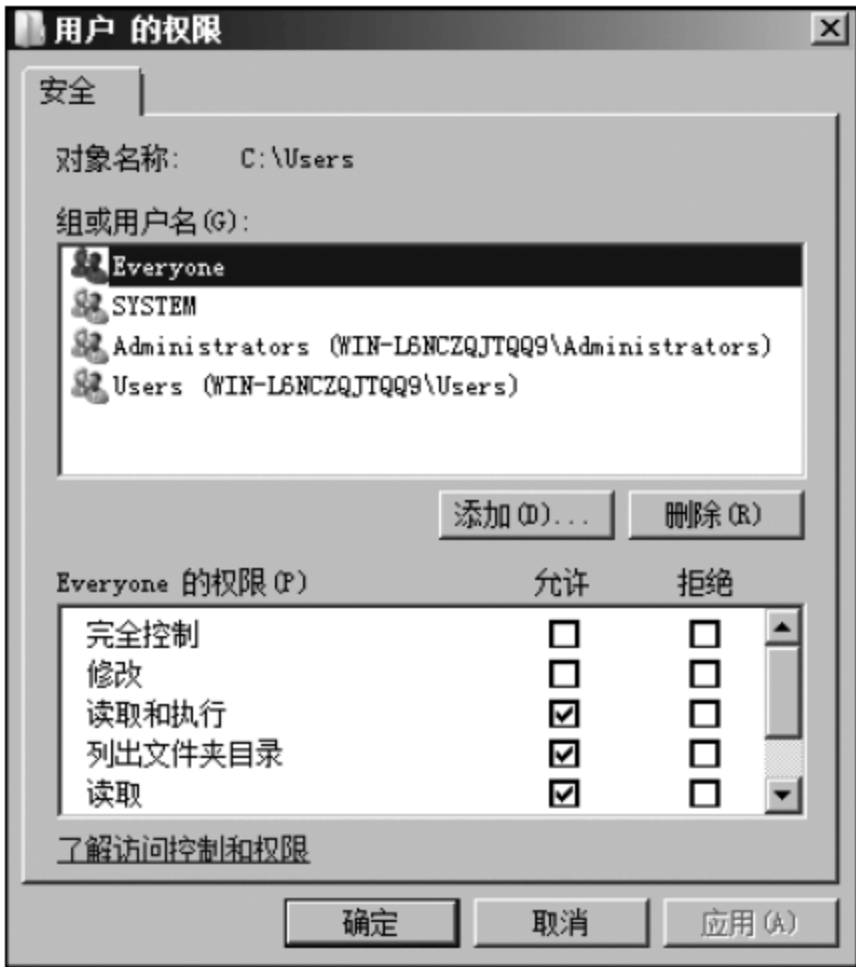 用户 的权限
安全
对象名称: C:\Users
组或用户名(G):
Everyone
SYSTEM
Administrators (WIN-L6NCZQJTQQ9\Administrators)
Users (WIN-L6NCZQJTQQ9\Users)
添加(D)... 删除(R)
Everyone 的权限(P) 允许 拒绝
完全控制
修改
读取和执行
列出文件夹目录
读取
了解访问控制和权限
确定 取消 应用(A)